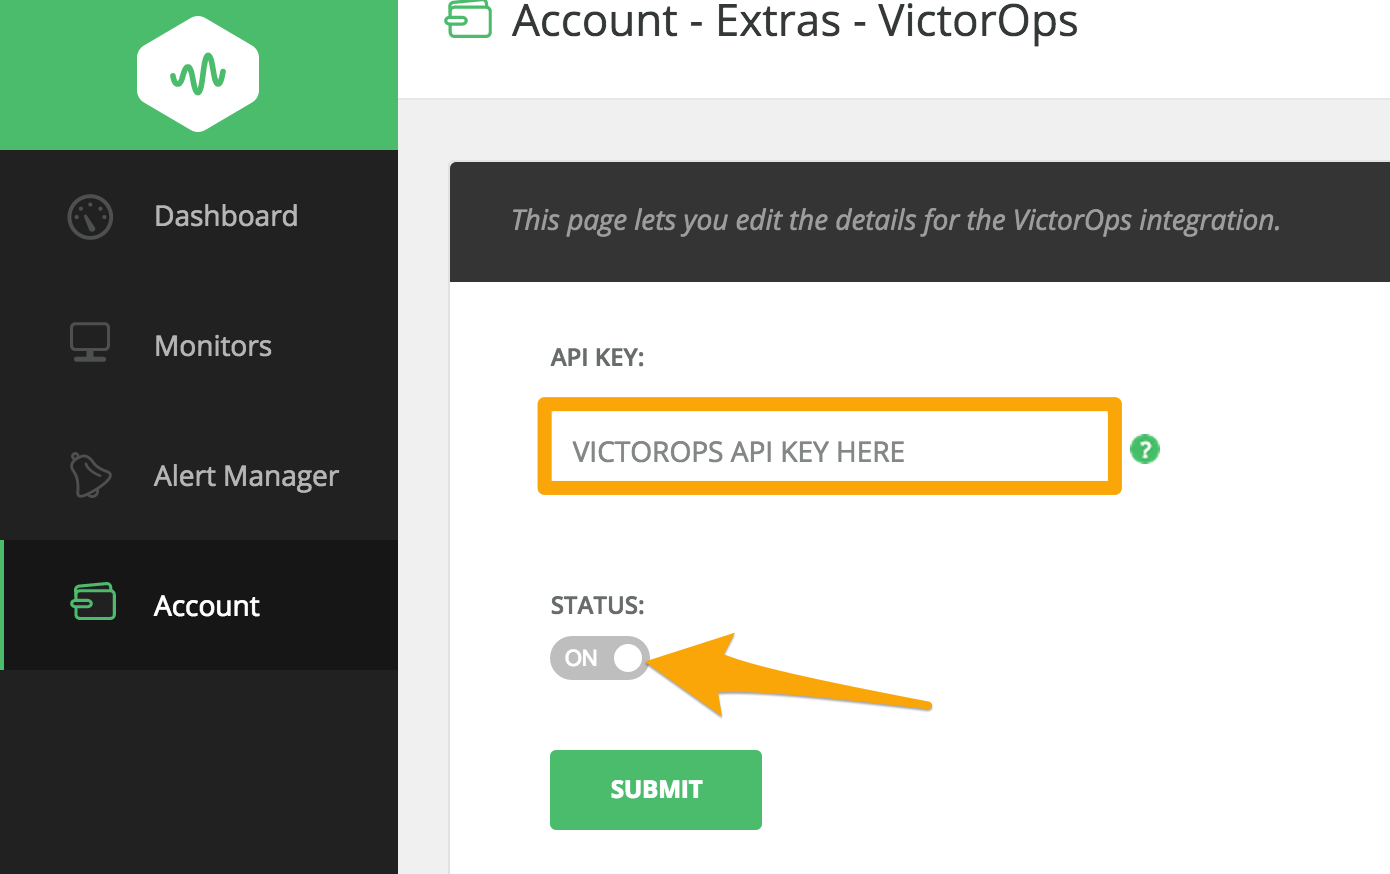 Account - Extras - VictorOps
Dashboard
Monitors
Alert Manager
Account
This page lets you edit the details for the VictorOps integration.
API KEY:
VICTOROPS API KEY HERE
?
STATUS:
ON
SUBMIT